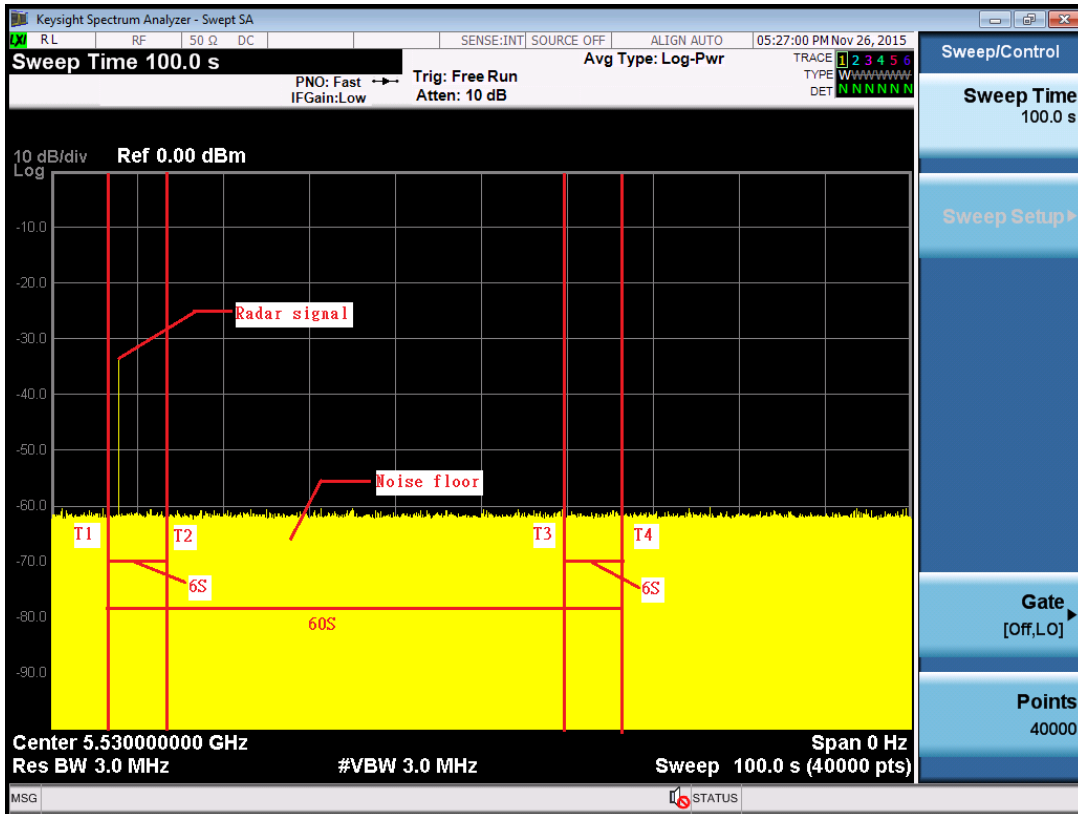 Keysight Spectrum Analyzer - Swept SA
LXI RL RF 50 Ω DC SENSE:INT SOURCE OFF ALIGN AUTO 05:27:00 PM Nov 26, 2015
Sweep Time 100.0 s
PNO: Fast
IFGain:Low
Trig: Free Run
Atten: 10 dB
Avg Type: Log-Pwr
TRACE 1 2 3 4 5 6
TYPE WWWWWW
DET N N N N N N
10 dB/div Ref 0.00 dBm
Log
-10.0
-20.0
-30.0
-40.0
-50.0
-60.0
-70.0
-80.0
-90.0
Radar signal
Noise floor
T1
T2
T3
T4
6S
6S
60S
Center 5.530000000 GHz Span 0 Hz
Res BW 3.0 MHz #VBW 3.0 MHz Sweep 100.0 s (40000 pts)
MSG STATUS
Sweep/Control
Sweep Time
100.0 s
Sweep Setup
Gate
[Off,LO]
Points
40000